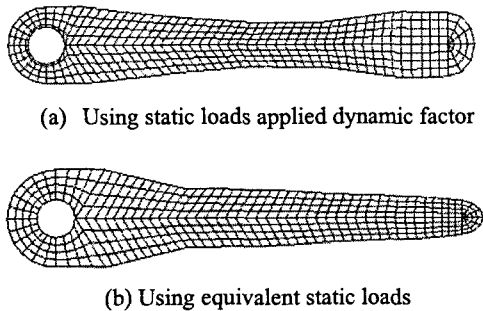 (a) Using static loads applied dynamic factor
(b) Using equivalent static loads